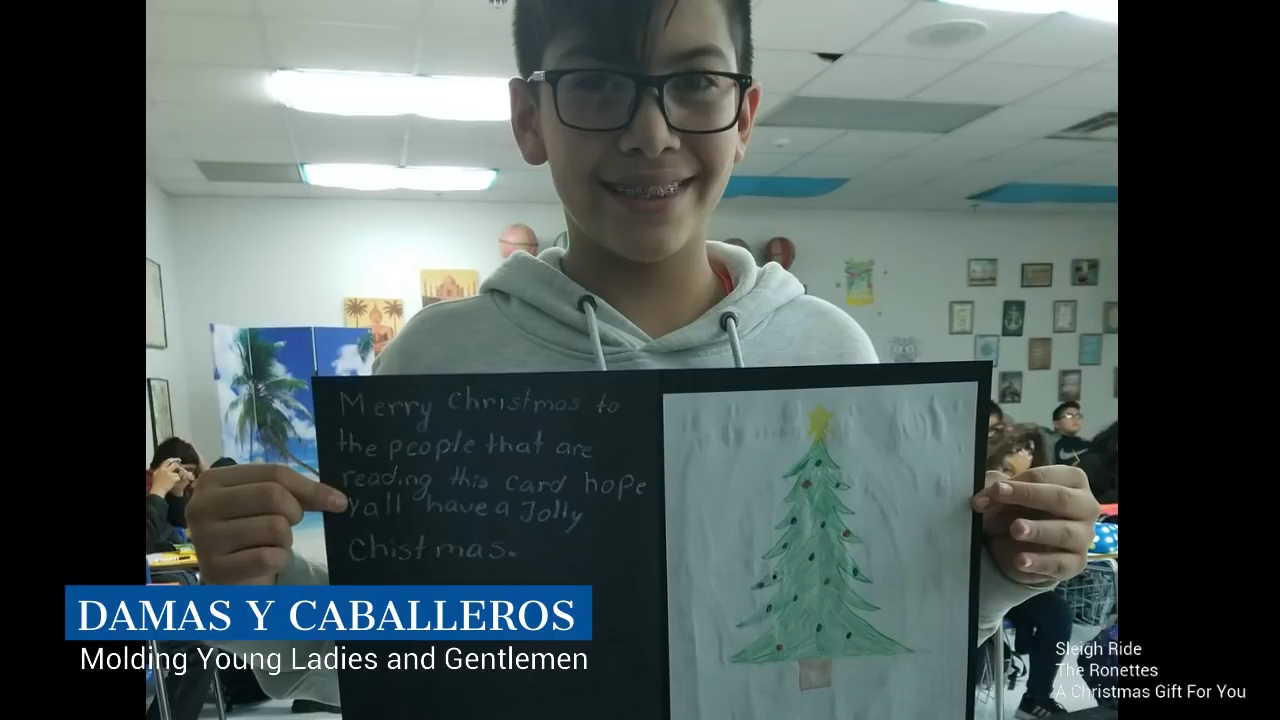 Merry Christmas to
the people that are
reading this card hope
yall have a Jolly
Chistmas.
DAMAS Y CABALLEROS
Molding Young Ladies and Gentlemen
Sleigh Ride
The Ronettes
A Christmas Gift For You